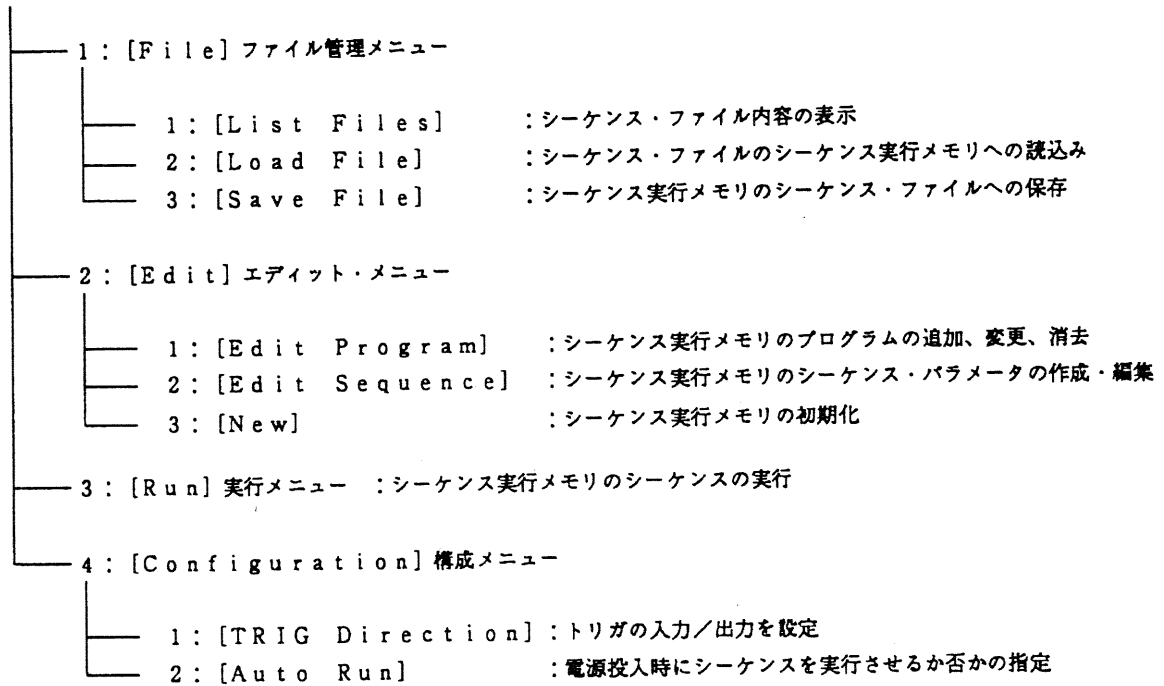 1：[File] ファイル管理メニュー
1：[List Files] ：シーケンス・ファイル内容の表示
2：[Load File] ：シーケンス・ファイルのシーケンス実行メモリへの読込み
3：[Save File] ：シーケンス実行メモリのシーケンス・ファイルへの保存
2：[Edit] エディット・メニュー
1：[Edit Program] ：シーケンス実行メモリのプログラムの追加、変更、消去
2：[Edit Sequence] ：シーケンス実行メモリのシーケンス・パラメータの作成・編集
3：[New] ：シーケンス実行メモリの初期化
3：[Run] 実行メニュー ：シーケンス実行メモリのシーケンスの実行
4：[Configuration] 構成メニュー
1：[TRIG Direction] ：トリガの入力／出力を設定
2：[Auto Run] ：電源投入時にシーケンスを実行させるか否かの指定